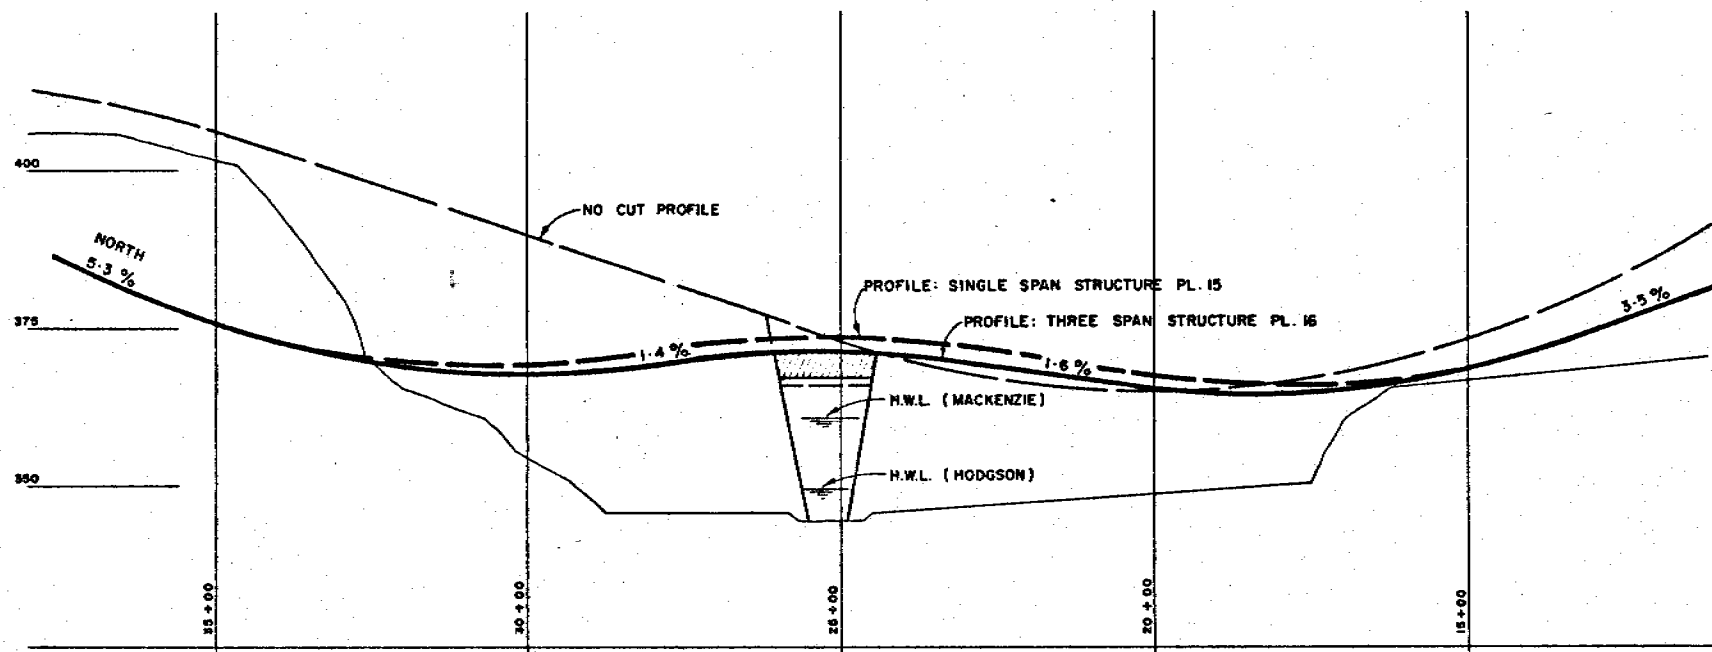 400
NO CUT PROFILE
NORTH
5.3 %
PROFILE: SINGLE SPAN STRUCTURE PL. 15
3.5 %
375
PROFILE: THREE SPAN STRUCTURE PL. 16
1.4 %
1.6 %
H.W.L. (MACKENZIE)
350
H.W.L. (HODGSON)
35+00
30+00
25+00
20+00
15+00